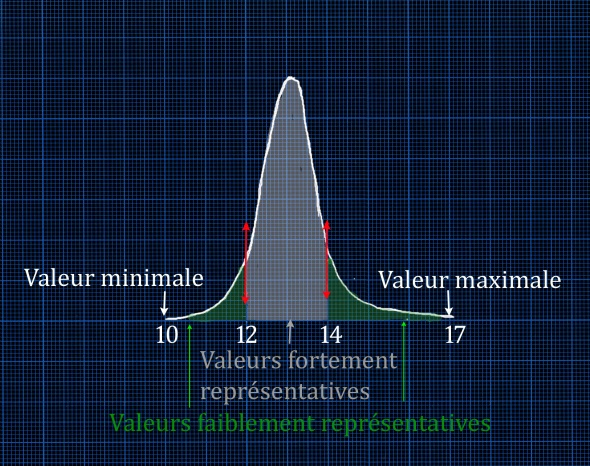 Valeur minimale
Valeur maximale
10
12
14
17
Valeurs fortement
représentatives
Valeurs faiblement représentatives